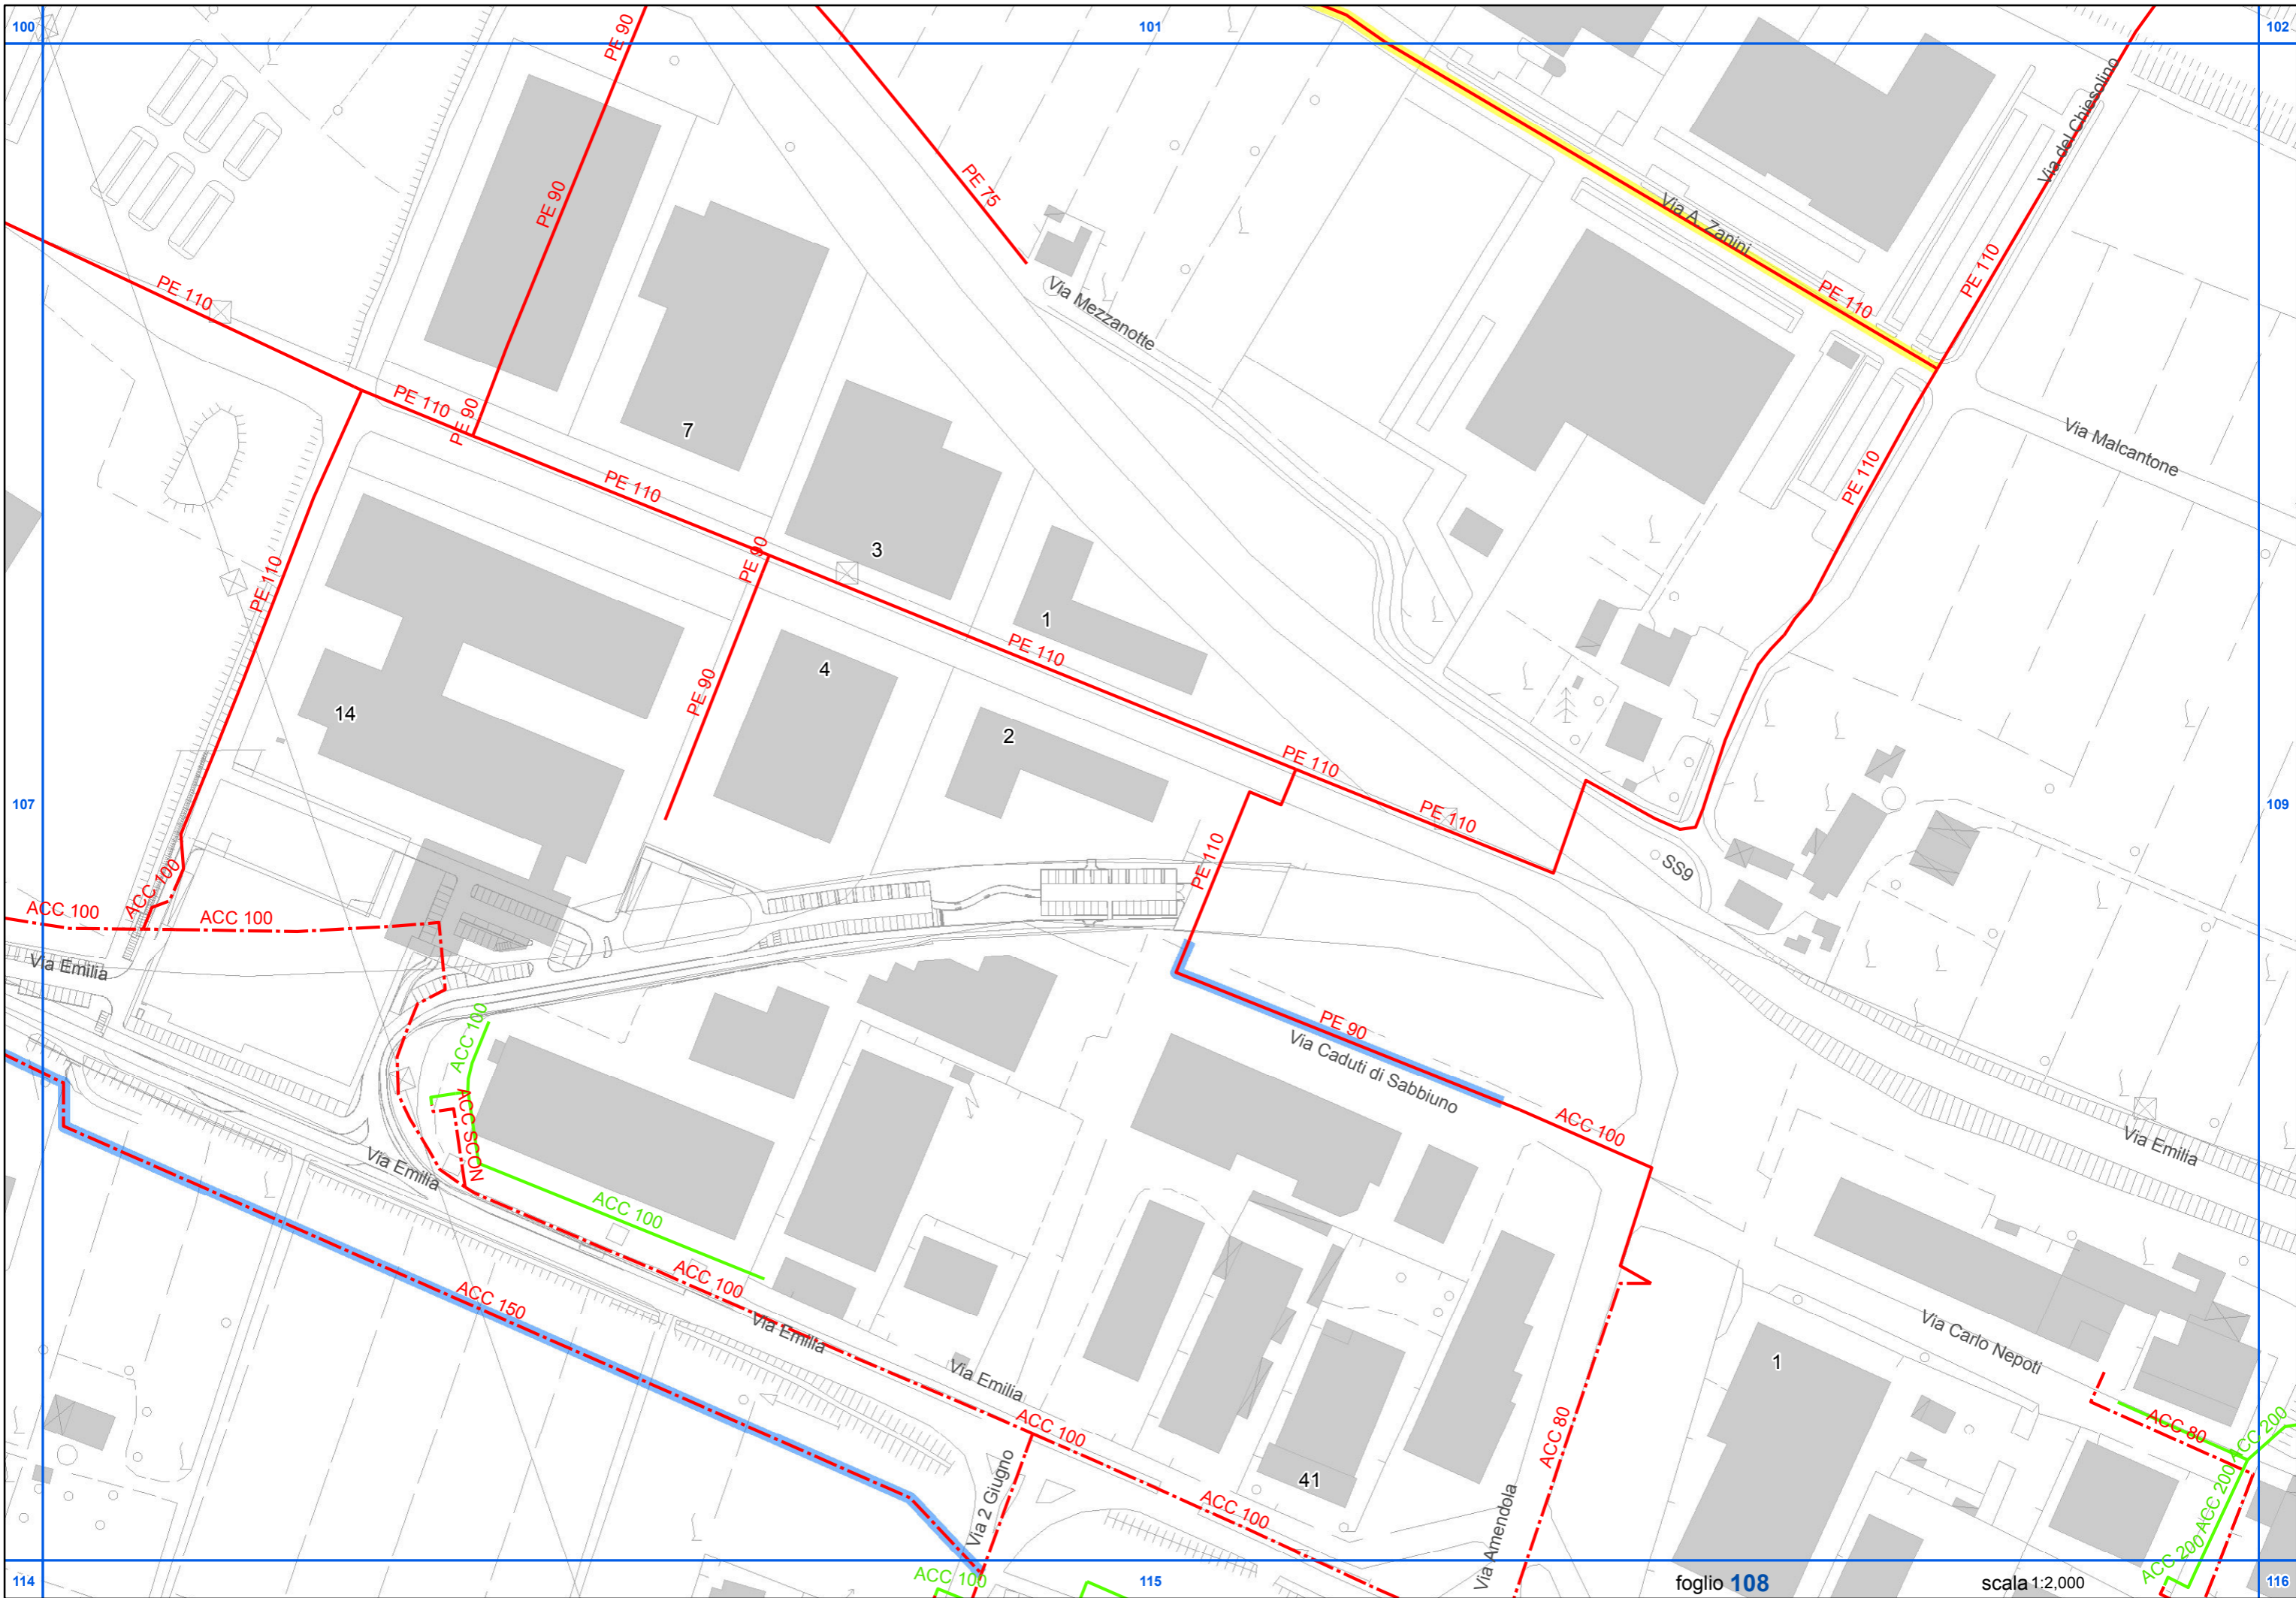 100
101
102
PE 90
PE 75
Via del Chiesolino
PE 90
Via A. Zanini
PE 110
PE 110
PE 110
Via Mezzanotte
PE 110
PE 90
7
Via Malcantone
PE 110
PE 110
3
PE 90
PE 110
1
PE 110
4
PE 90
14
2
PE 110
107
PE 110
109
PE 110
SS9
ACC 100
ACC 100
ACC 100
Via Emilia
PE 90
Via Caduti di Sabbiuno
ACC 100
ACC SCON
ACC 100
Via Emilia
Via Emilia
ACC 100
ACC 100
ACC 150
Via Emilia
Via Carlo Nepoti
1
Via Emilia
ACC 100
ACC 80
ACC 80
ACC 200
41
Via 2 Giugno
ACC 100
Via Amendola
ACC 200
ACC 200
ACC 100
114
115
foglio 108
scala 1:2,000
116